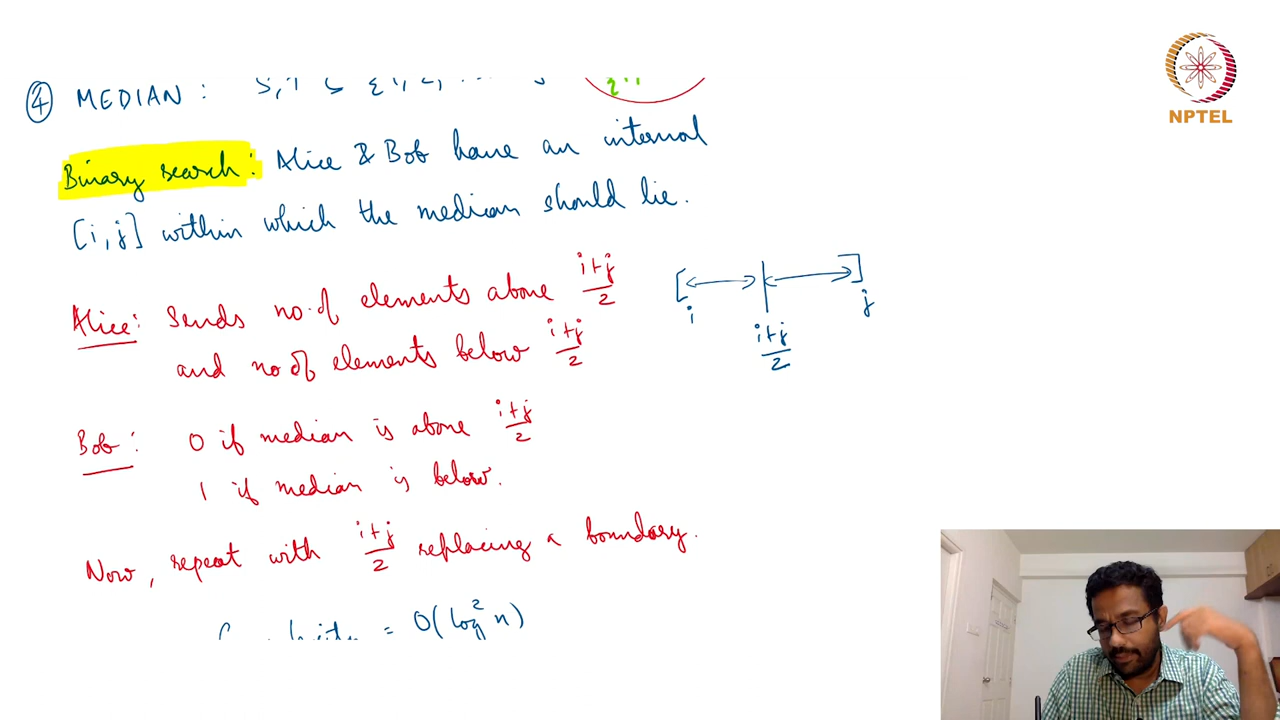 ④ MEDIAN :
Binary search: Alice & Bob have an interval
[i, j] within which the median should lie.
Alice: Sends no. of elements above i+j/2
and no. of elements below i+j/2
[ i i+j/2 ] j
Bob: 0 if median is above i+j/2
1 if median is below.
Now, repeat with i+j/2 replacing a boundary.
= O(log² n)
NPTEL